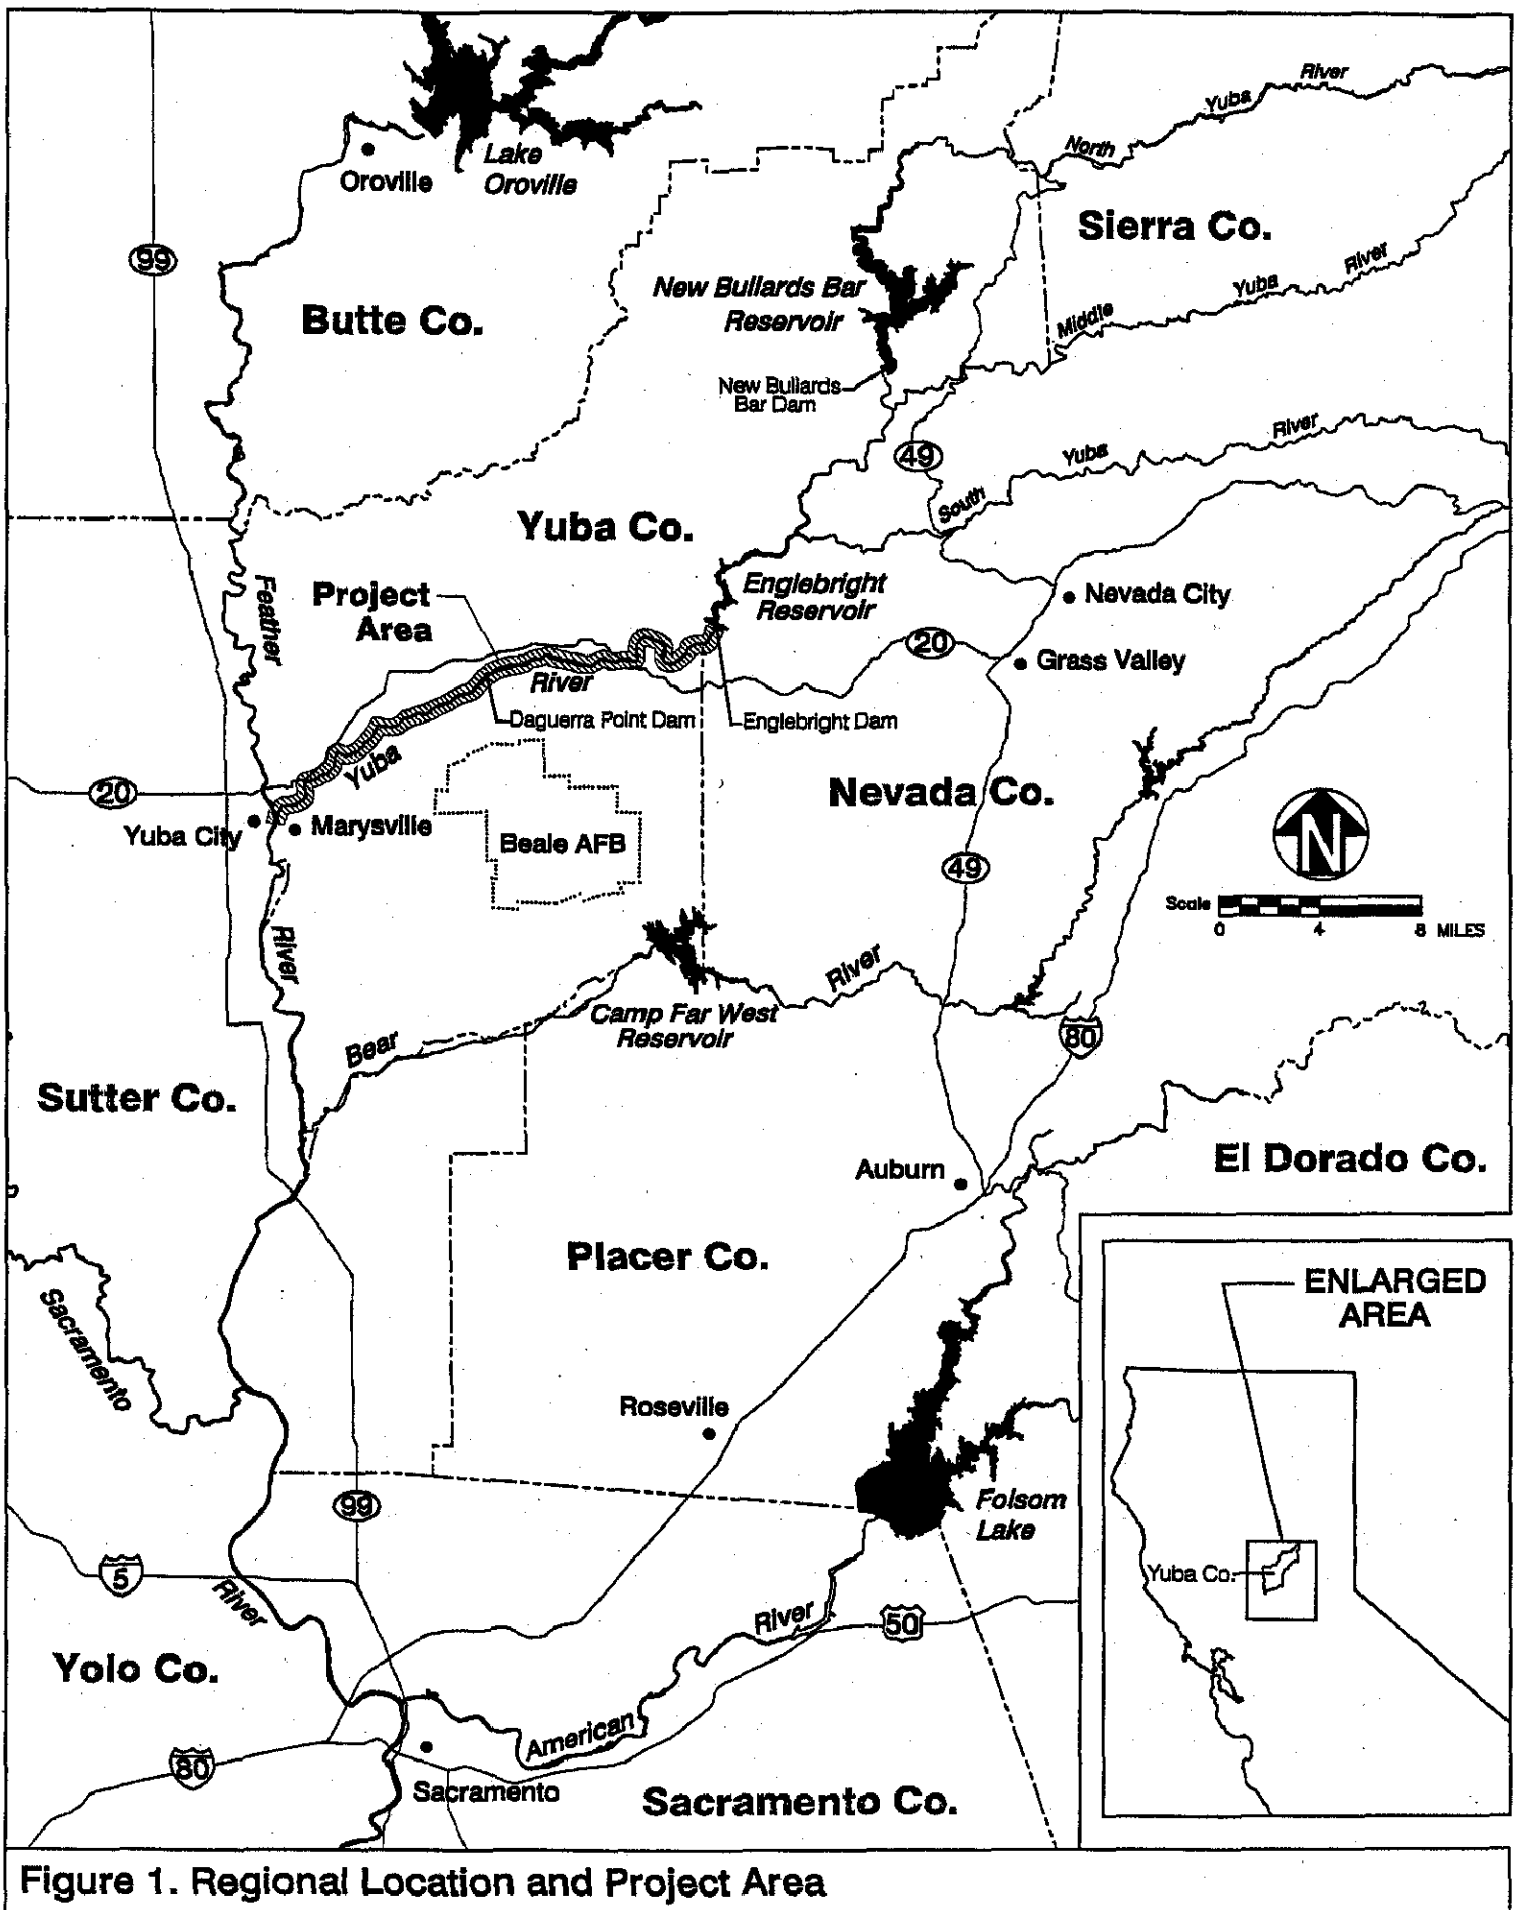 River
Yuba
North
Lake
Oroville
Oroville
Sierra Co.
99
River
Yuba
New Bullards Bar
Reservoir
Butte Co.
Middle
New Bullards
Bar Dam
River
Yuba
49
South
Yuba Co.
Feather
Project
Area
Englebright
Reservoir
Nevada City
20
Grass Valley
River
Daguerra Point Dam
Englebright Dam
Yuba
20
Nevada Co.
Yuba City
Marysville
Beale AFB
N
49
Scale
0 4 8 MILES
River
River
Camp Far West
Reservoir
Bear
80
Sutter Co.
El Dorado Co.
Auburn
Placer Co.
Sacramento
ENLARGED
AREA
Roseville
99
Folsom
Lake
5
Yuba Co.
River
River
50
Yolo Co.
American
80
Sacramento
Sacramento Co.
Figure 1. Regional Location and Project Area